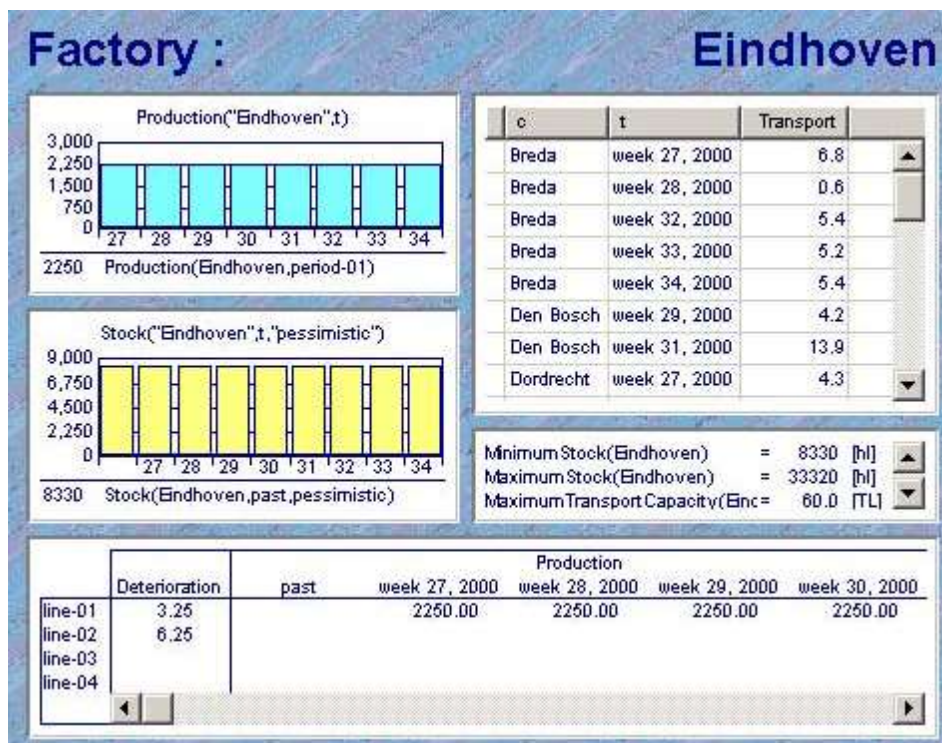 Factory : Eindhoven
Production("Eindhoven",t)
3,000
2,250
1,500
750
0
27 28 29 30 31 32 33 34
2250 Production(Eindhoven,period-01)
Stock("Eindhoven",t,"pessimistic")
9,000
6,750
4,500
2,250
0
27 28 29 30 31 32 33 34
8330 Stock(Eindhoven,past,pessimistic)
c t Transport
Breda week 27, 2000 6.8
Breda week 28, 2000 0.6
Breda week 32, 2000 5.4
Breda week 33, 2000 5.2
Breda week 34, 2000 5.4
Den Bosch week 29, 2000 4.2
Den Bosch week 31, 2000 13.9
Dordrecht week 27, 2000 4.3
Minimum Stock(Eindhoven) = 8330 [hl]
Maximum Stock(Eindhoven) = 33320 [hl]
Maximum Transport Capacity(Einc = 60.0 [TL]
Production
Deterioration past week 27, 2000 week 28, 2000 week 29, 2000 week 30, 2000
line-01 3.25 2250.00 2250.00 2250.00 2250.00
line-02 6.25
line-03
line-04